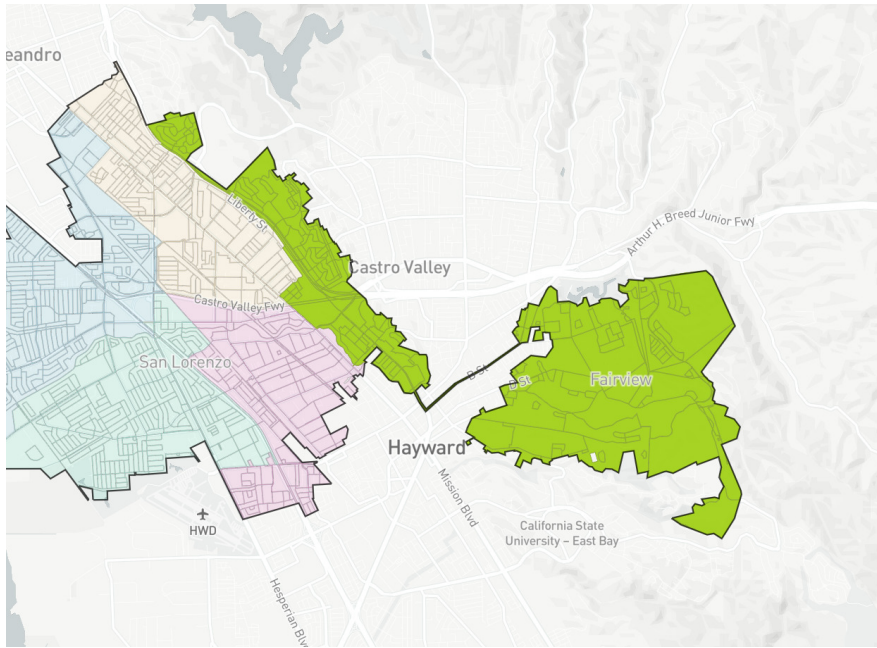 eandro
Liberty St
Arthur H. Breed Junior Fwy
Castro Valley
Castro Valley Fwy
San Lorenzo
D St
B St
Fairview
Hayward
Mission Blvd
HWD
California State
University – East Bay
Hesperian Blv